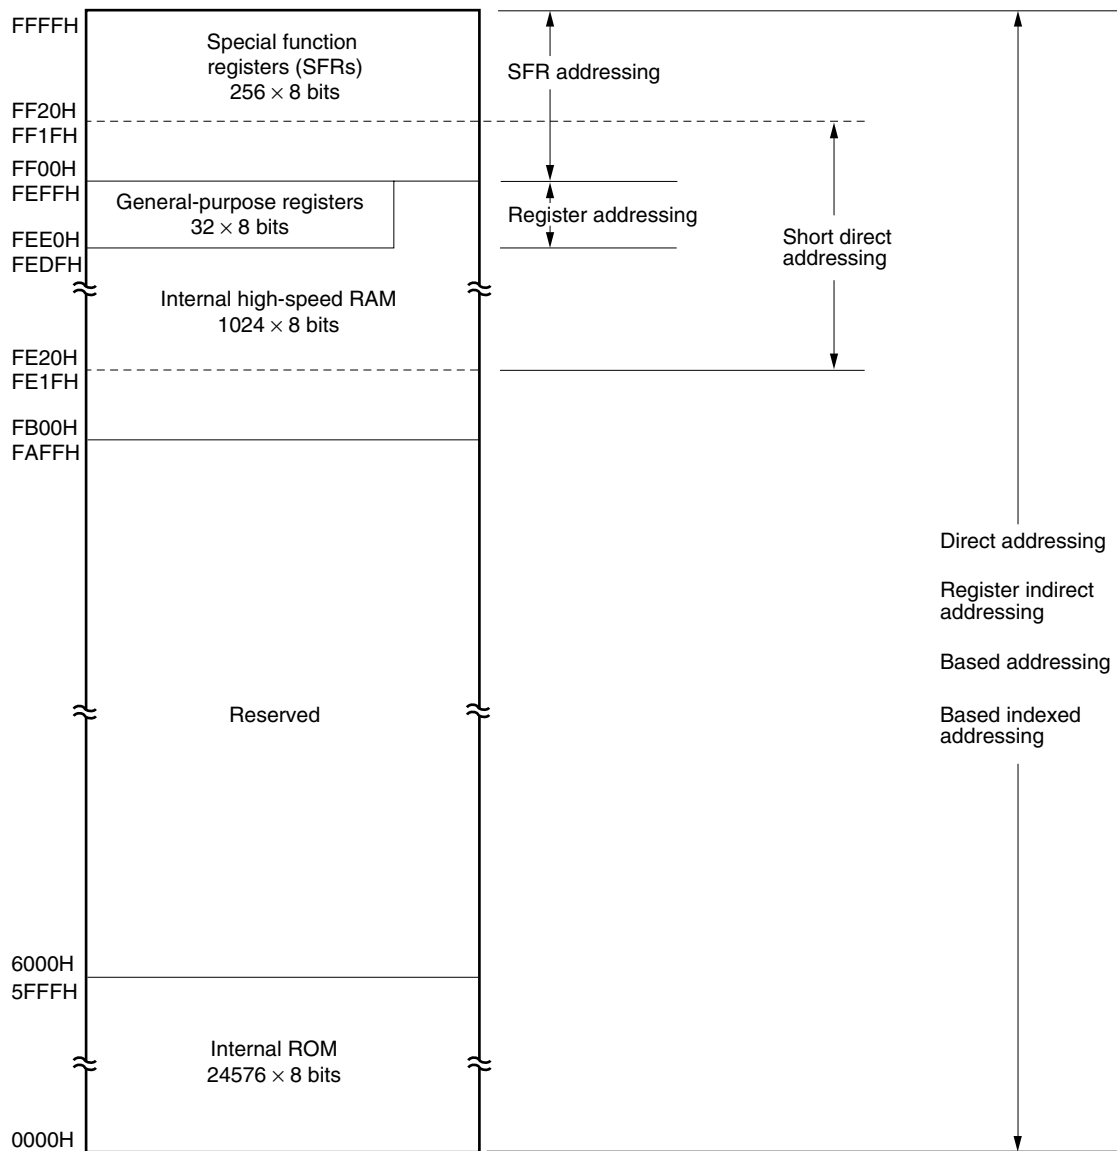 FFFFH
Special function
registers (SFRs)
256 × 8 bits
SFR addressing
FF20H
FF1FH
FF00H
FEFFH
General-purpose registers
32 × 8 bits
Register addressing
FEE0H
FEDFH
Short direct
addressing
Internal high-speed RAM
1024 × 8 bits
FE20H
FE1FH
FB00H
FAFFH
Direct addressing
Register indirect
addressing
Based addressing
Based indexed
addressing
Reserved
6000H
5FFFH
Internal ROM
24576 × 8 bits
0000H